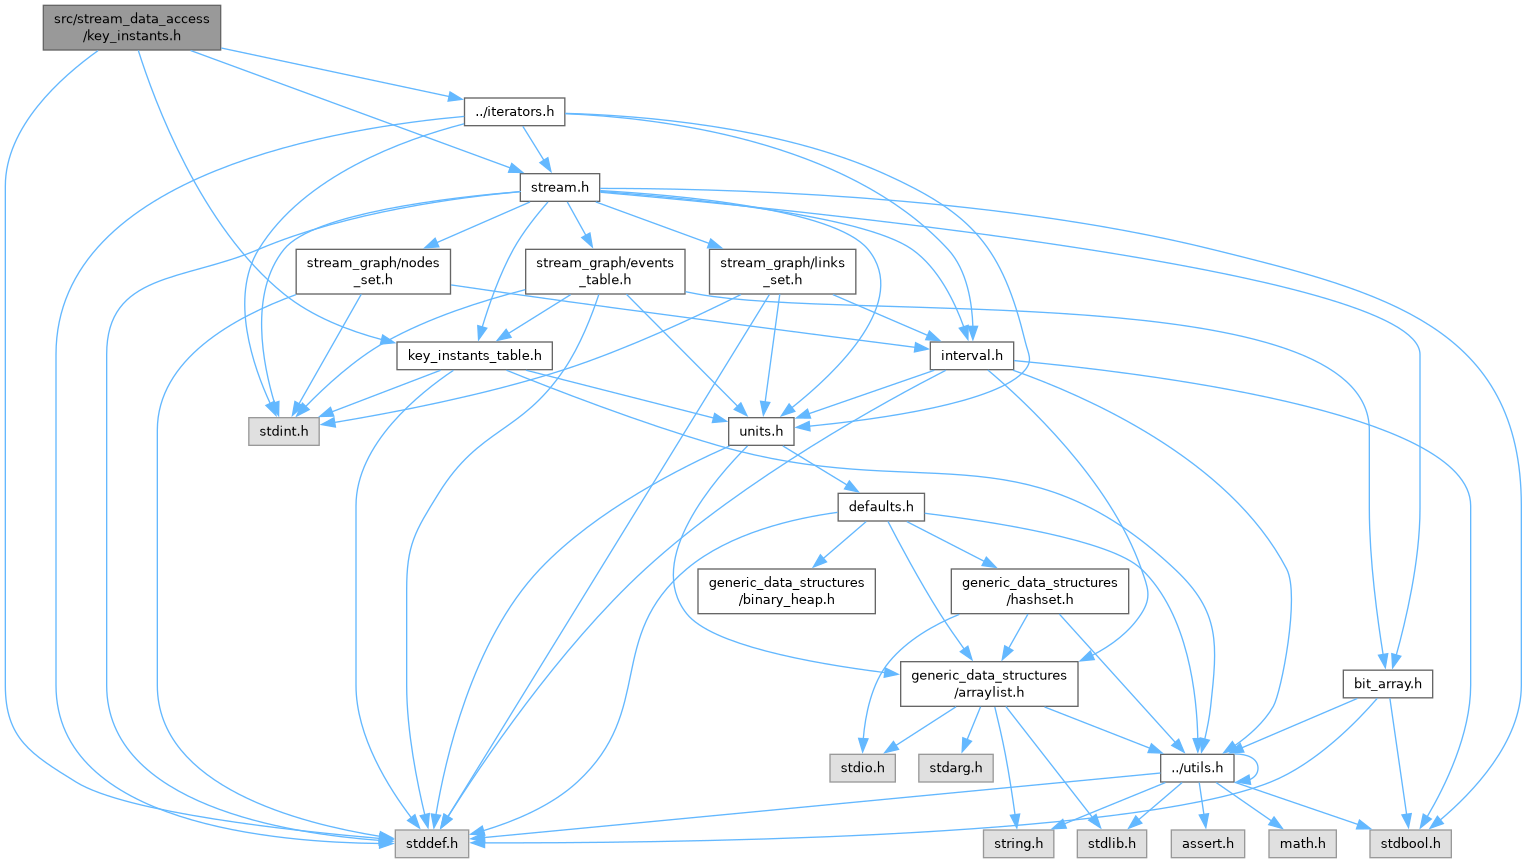 src/stream_data_access
/key_instants.h
../iterators.h
stream.h
stream_graph/nodes
_set.h
stream_graph/events
_table.h
stream_graph/links
_set.h
key_instants_table.h
interval.h
stdint.h
units.h
defaults.h
generic_data_structures
/binary_heap.h
generic_data_structures
/hashset.h
generic_data_structures
/arraylist.h
bit_array.h
stdio.h
stdarg.h
../utils.h
stddef.h
string.h
stdlib.h
assert.h
math.h
stdbool.h